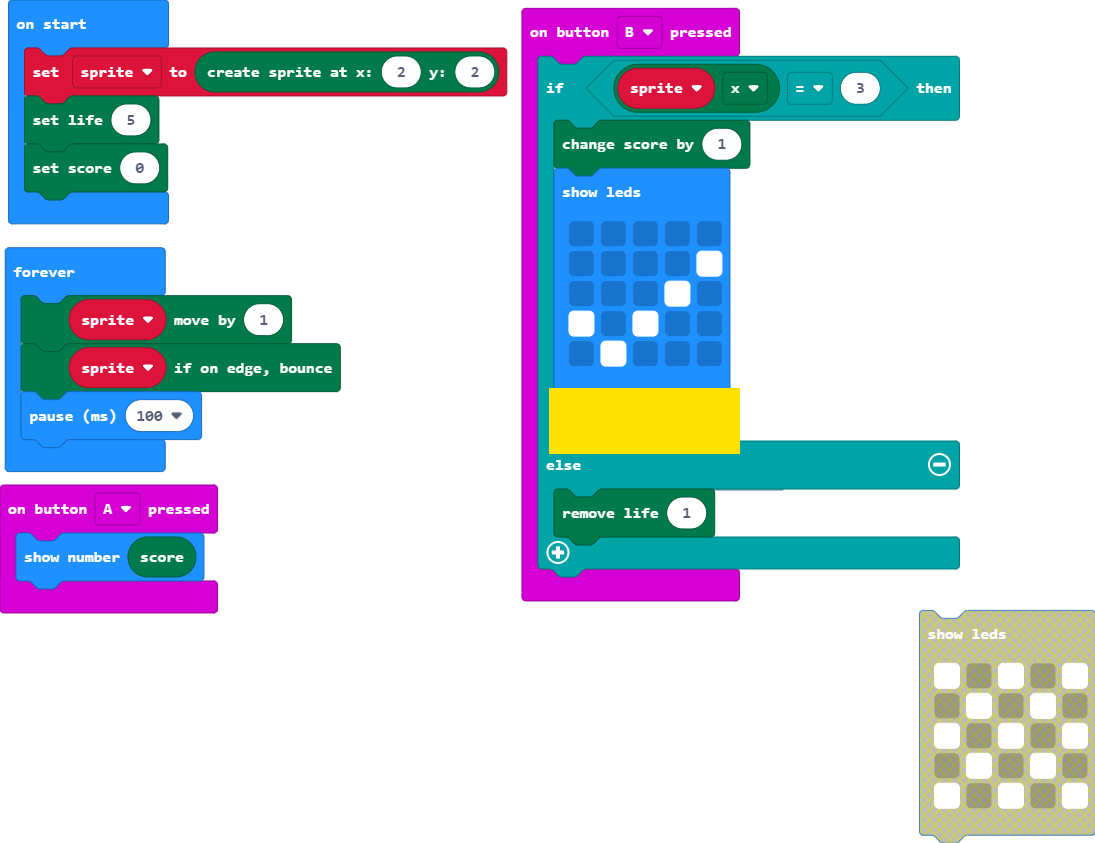 on start
set sprite to create sprite at x: 2 y: 2
set life 5
set score 0
forever
sprite move by 1
sprite if on edge, bounce
pause (ms) 100
on button A pressed
show number score
on button B pressed
if sprite x = 3 then
change score by 1
show leds
else
remove life 1
show leds